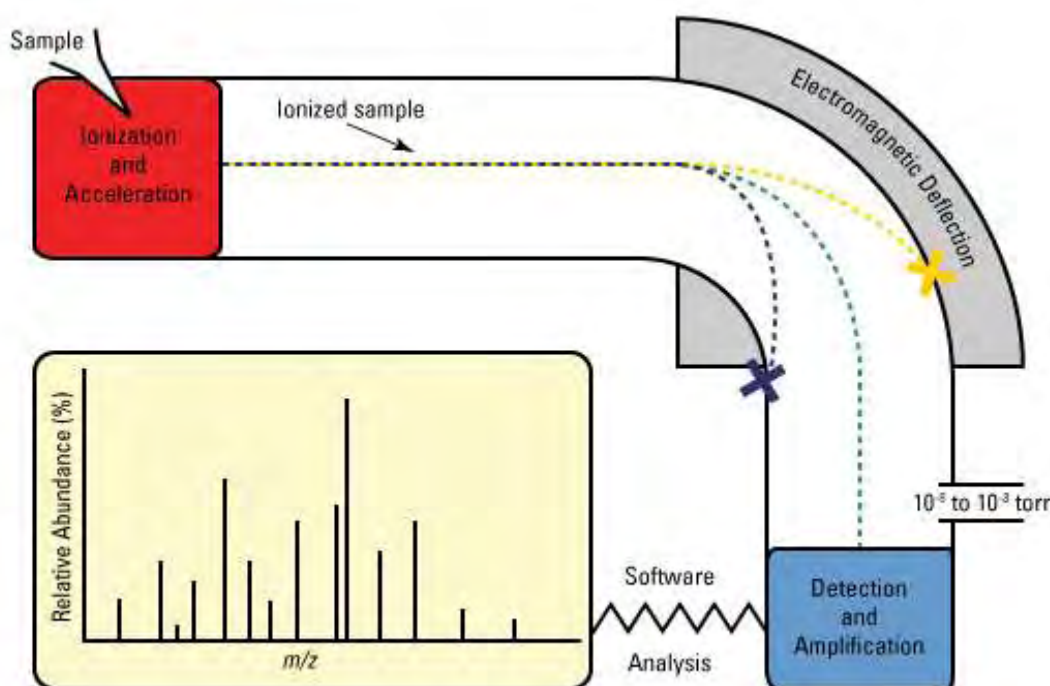 Sample
Ionization
and
Acceleration
Ionized sample
Electromagnetic Deflection
10⁻⁸ to 10⁻³ torr
Relative Abundance (%)
m/z
Software
Analysis
Detection
and
Amplification